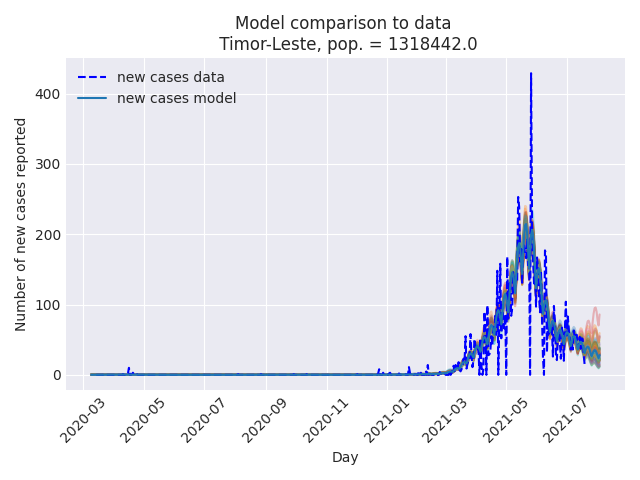 Model comparison to data
Timor-Leste, pop. = 1318442.0
new cases data
new cases model
Number of new cases reported
400
300
200
100
0
2020-03
2020-05
2020-07
2020-09
2020-11
2021-01
2021-03
2021-05
2021-07
Day